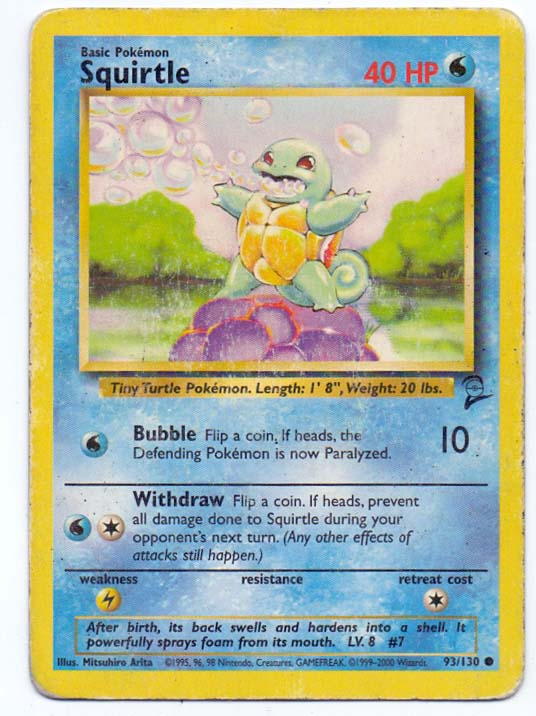 Basic Pokémon
Squirtle 40 HP
Tiny Turtle Pokémon. Length: 1' 8", Weight: 20 lbs.
Bubble Flip a coin. If heads, the 10
Defending Pokémon is now Paralyzed.
Withdraw Flip a coin. If heads, prevent
all damage done to Squirtle during your
opponent's next turn. (Any other effects of
attacks still happen.)
weakness resistance retreat cost
After birth, its back swells and hardens into a shell. It
powerfully sprays foam from its mouth. LV. 8 #7
Illus. Mitsuhiro Arita ©1995, 96, 98 Nintendo, Creatures, GAMEFREAK. ©1999-2000 Wizards. 93/130